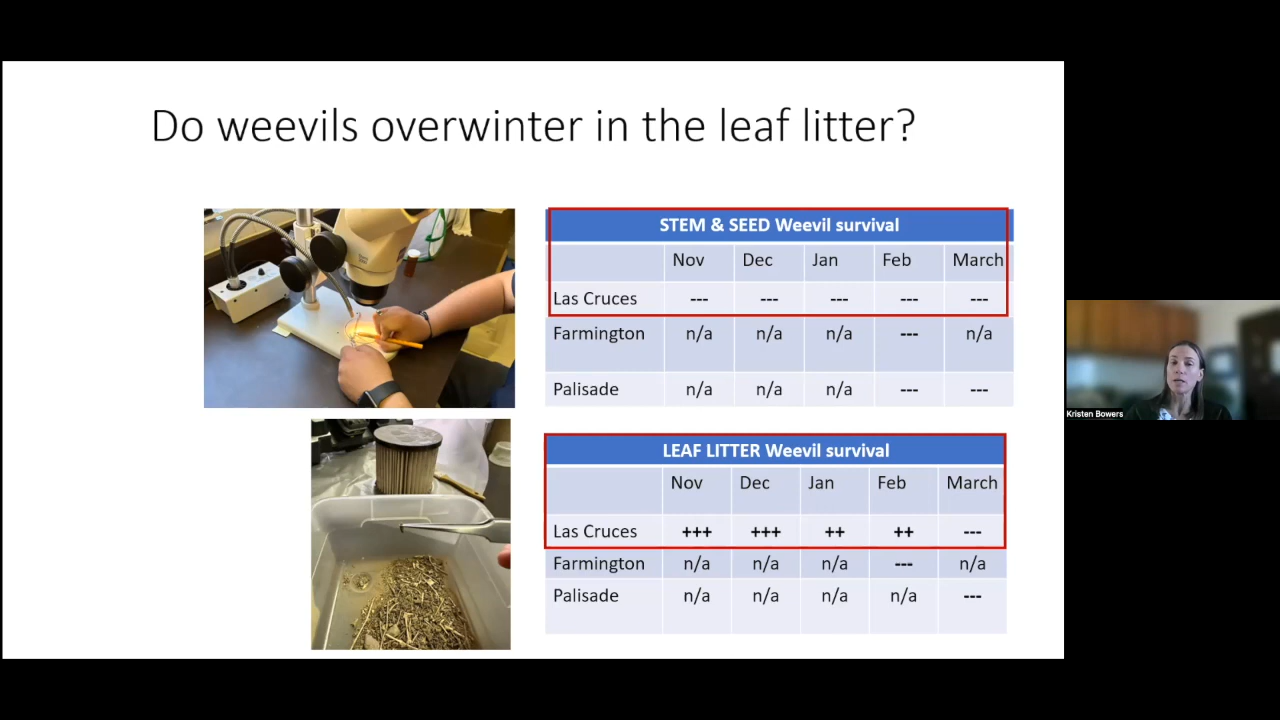 Do weevils overwinter in the leaf litter?
STEM & SEED Weevil survival
Nov Dec Jan Feb March
Las Cruces --- --- --- --- ---
Farmington n/a n/a n/a --- n/a
Palisade n/a n/a n/a --- ---
LEAF LITTER Weevil survival
Nov Dec Jan Feb March
Las Cruces +++ +++ ++ ++ ---
Farmington n/a n/a n/a --- n/a
Palisade n/a n/a n/a n/a ---
Kristen Bowers